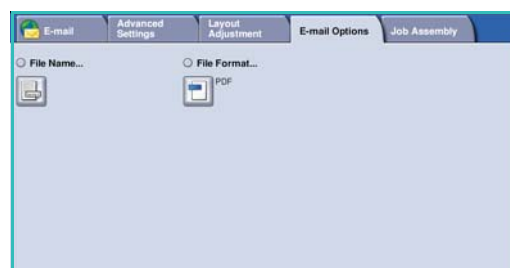 E-mail
Advanced
Settings
Layout
Adjustment
E-mail Options
Job Assembly
File Name...
File Format...
PDF